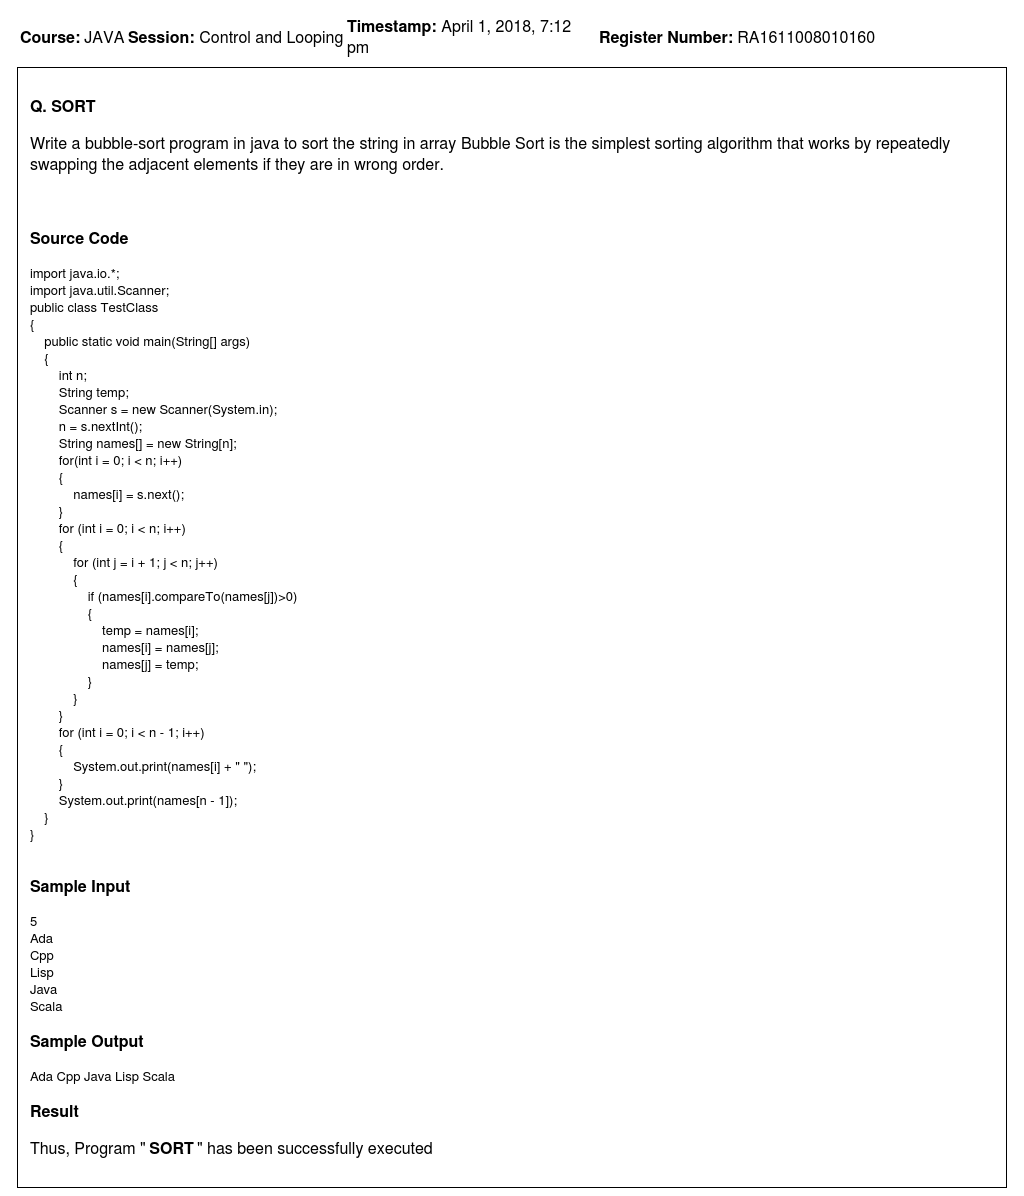 Course: JAVA Session: Control and Looping Timestamp: April 1, 2018, 7:12 pm Register Number: RA1611008010160
Q. SORT
Write a bubble-sort program in java to sort the string in array Bubble Sort is the simplest sorting algorithm that works by repeatedly
swapping the adjacent elements if they are in wrong order.
Source Code
import java.io.*;
import java.util.Scanner;
public class TestClass
{
    public static void main(String[] args)
    {
        int n;
        String temp;
        Scanner s = new Scanner(System.in);
        n = s.nextInt();
        String names[] = new String[n];
        for(int i = 0; i < n; i++)
        {
            names[i] = s.next();
        }
        for (int i = 0; i < n; i++)
        {
            for (int j = i + 1; j < n; j++)
            {
                if (names[i].compareTo(names[j])>0)
                {
                    temp = names[i];
                    names[i] = names[j];
                    names[j] = temp;
                }
            }
        }
        for (int i = 0; i < n - 1; i++)
        {
            System.out.print(names[i] + " ");
        }
        System.out.print(names[n - 1]);
    }
}
Sample Input
5
Ada
Cpp
Lisp
Java
Scala
Sample Output
Ada Cpp Java Lisp Scala
Result
Thus, Program " SORT " has been successfully executed